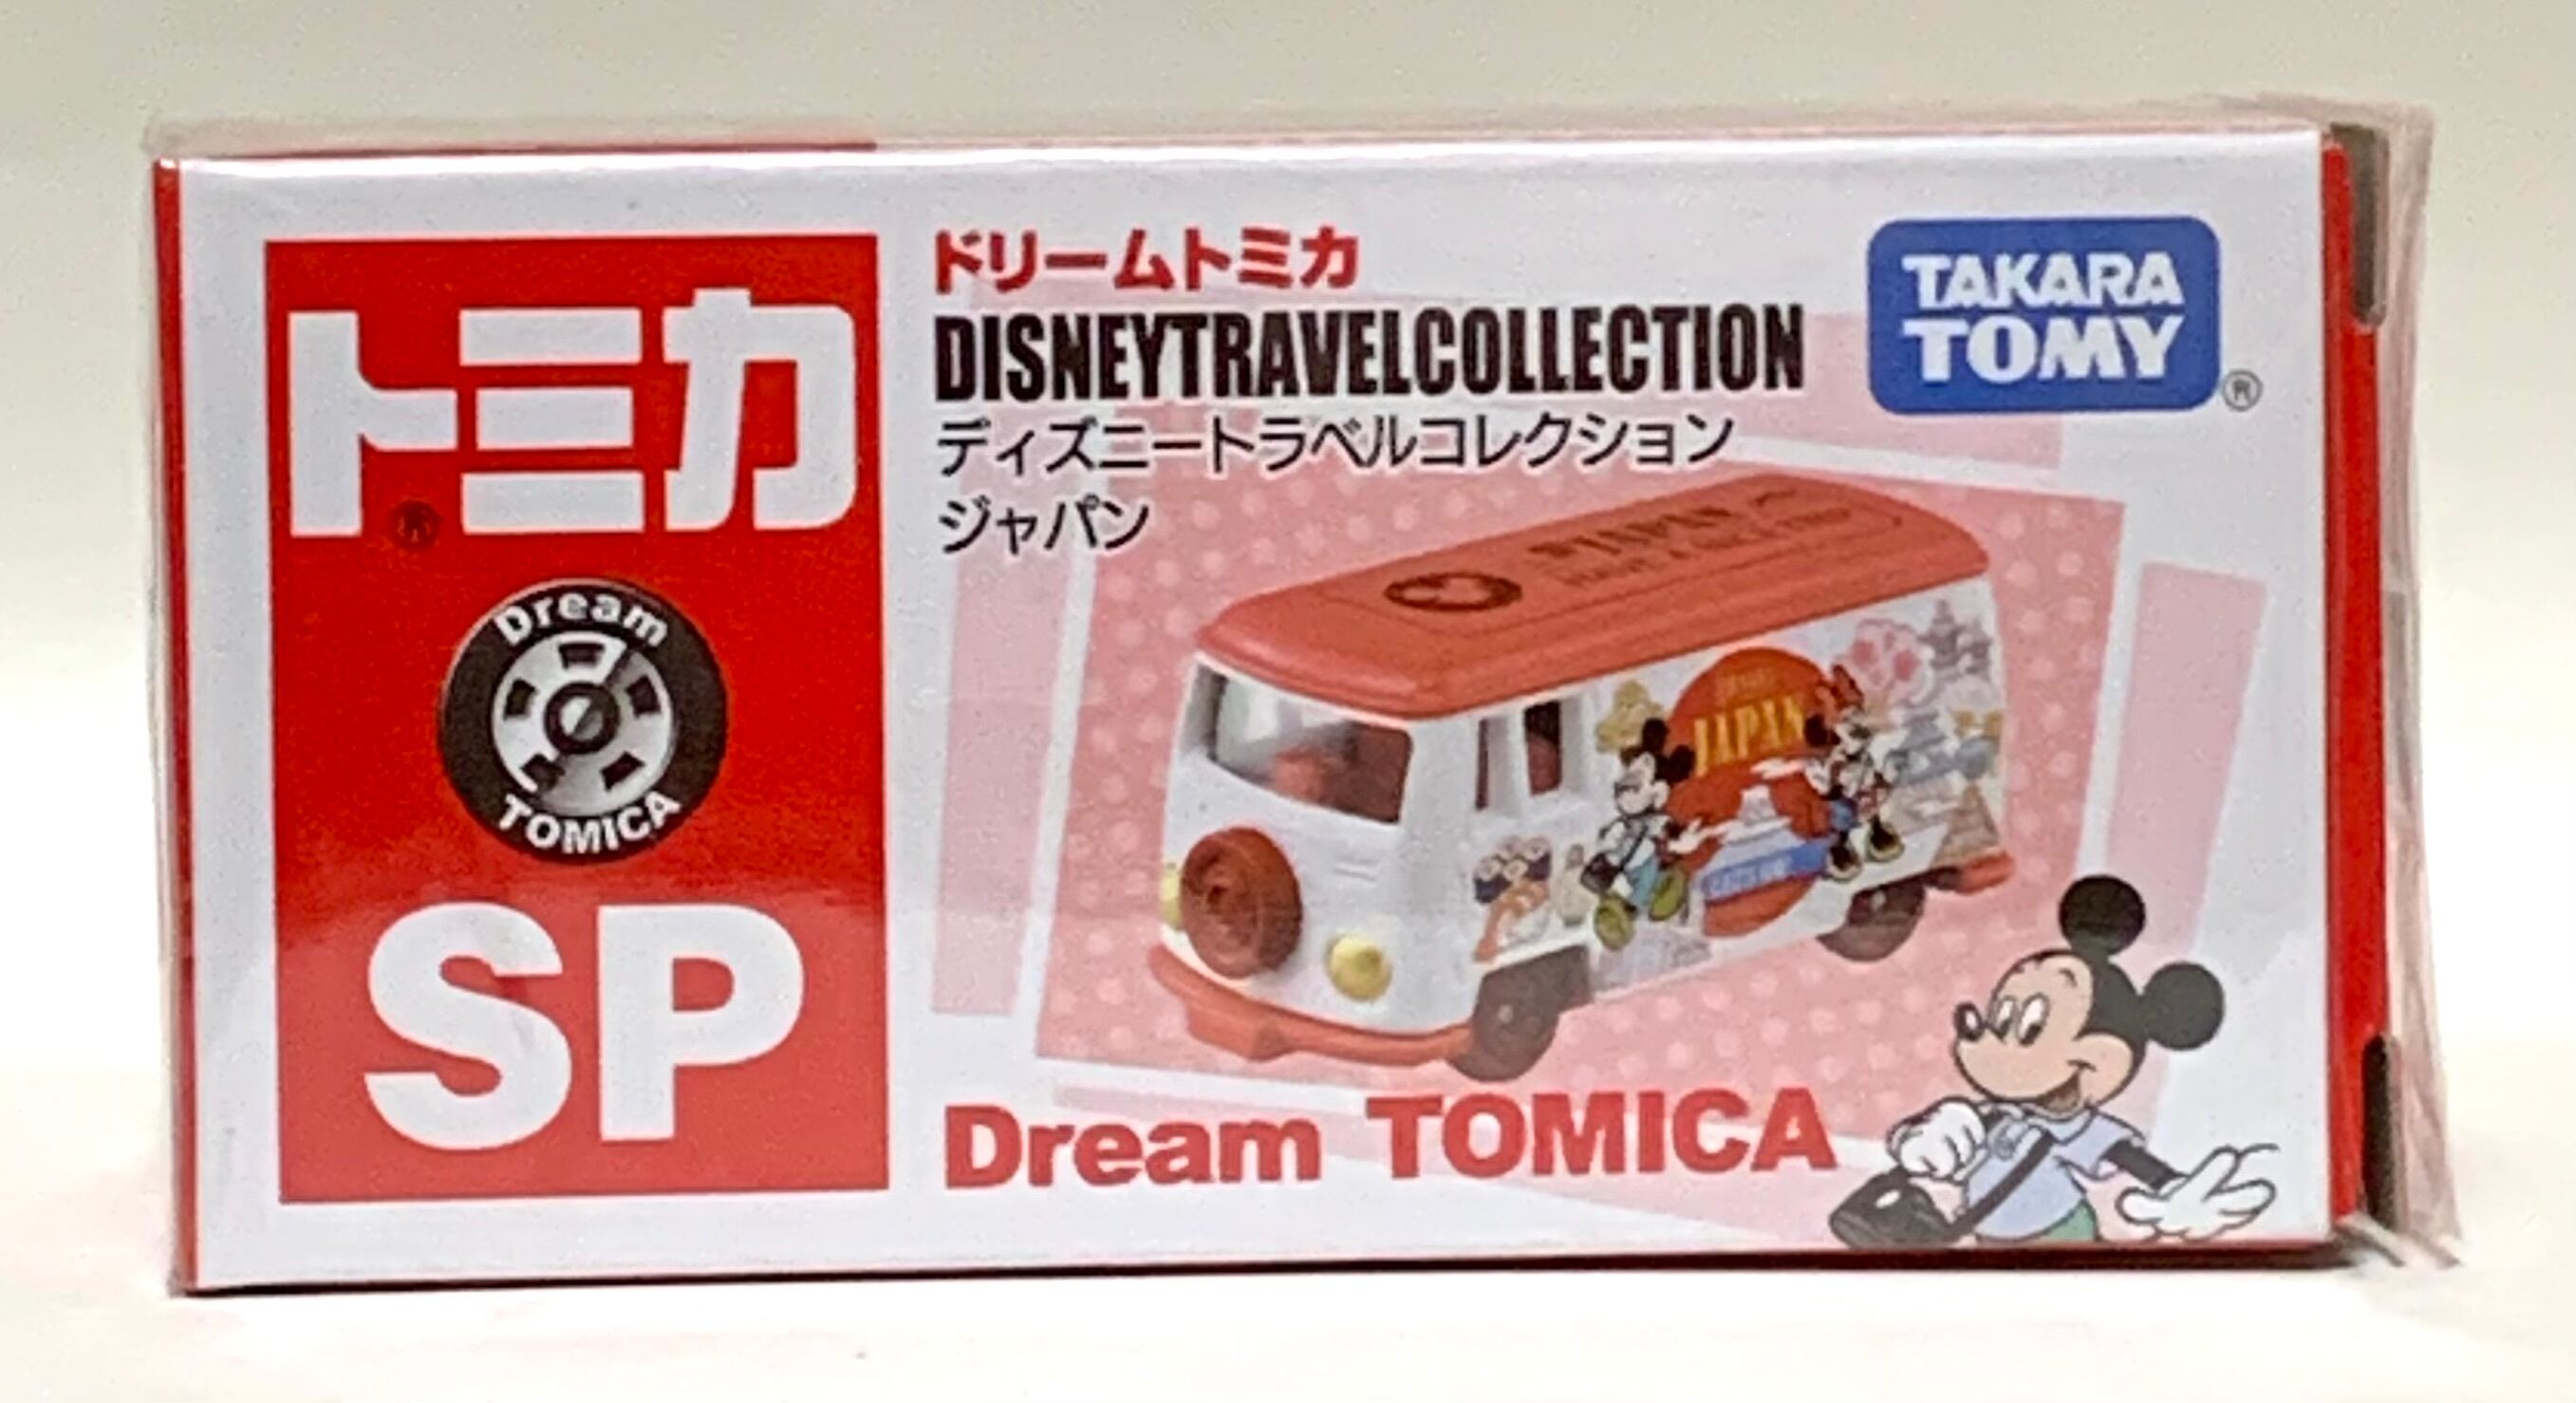 トミカ
Dream
TOMICA
SP
ドリームトミカ
DISNEYTRAVELCOLLECTION
ディズニートラベルコレクション
ジャパン
TAKARA
TOMY
®
JAPAN
JAPAN
Dream TOMICA